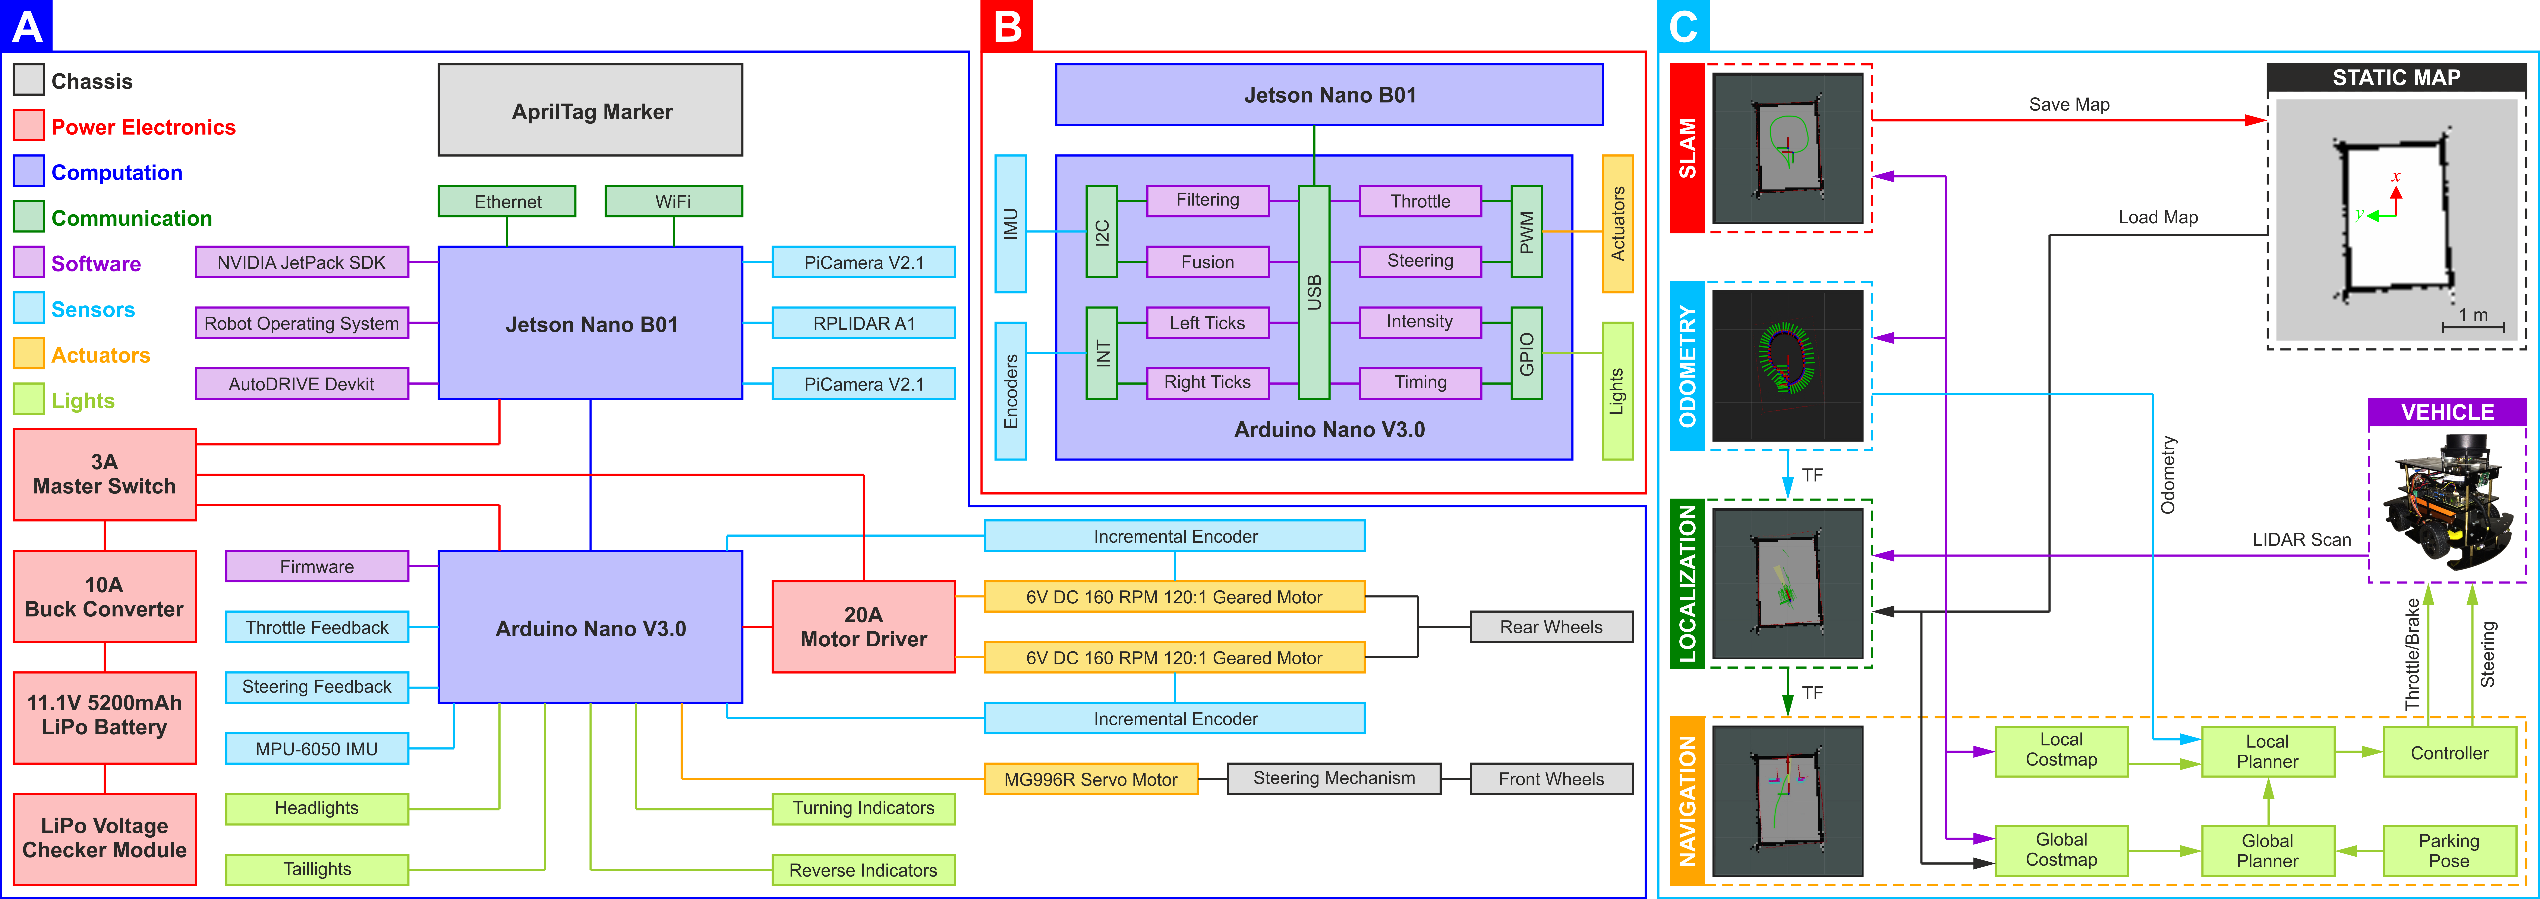 A
Chassis
Power Electronics
Computation
Communication
Software
Sensors
Actuators
Lights
AprilTag Marker
Ethernet
WiFi
NVIDIA JetPack SDK
Robot Operating System
AutoDRIVE Devkit
Jetson Nano B01
PiCamera V2.1
RPLIDAR A1
PiCamera V2.1
3A
Master Switch
10A
Buck Converter
11.1V 5200mAh
LiPo Battery
LiPo Voltage
Checker Module
Firmware
Throttle Feedback
Steering Feedback
MPU-6050 IMU
Headlights
Taillights
Arduino Nano V3.0
20A
Motor Driver
Incremental Encoder
6V DC 160 RPM 120:1 Geared Motor
6V DC 160 RPM 120:1 Geared Motor
Incremental Encoder
Rear Wheels
MG996R Servo Motor
Steering Mechanism
Front Wheels
Turning Indicators
Reverse Indicators
B
Jetson Nano B01
IMU
Encoders
I2C
INT
Filtering
Fusion
Left Ticks
Right Ticks
USB
Throttle
Steering
Intensity
Timing
PWM
GPIO
Actuators
Lights
Arduino Nano V3.0
C
SLAM
Save Map
STATIC MAP
x
y
1 m
Load Map
ODOMETRY
TF
Odometry
VEHICLE
LIDAR Scan
LOCALIZATION
TF
Throttle/Brake
Steering
NAVIGATION
Local
Costmap
Local
Planner
Controller
Global
Costmap
Global
Planner
Parking
Pose